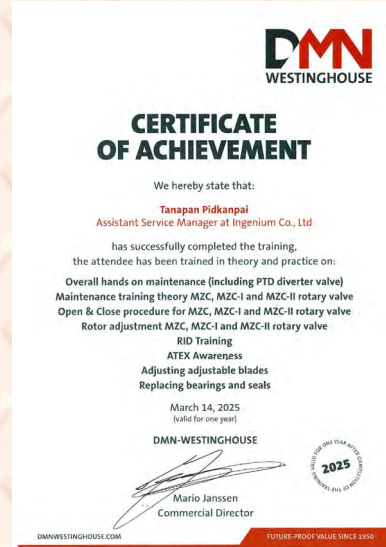 DMN
WESTINGHOUSE
CERTIFICATE
OF ACHIEVEMENT
We hereby state that:
Tanapan Pidkanpai
Assistant Service Manager at Ingenium Co., Ltd
has successfully completed the training,
the attendee has been trained in theory and practice on:
Overall hands on maintenance (including PTD diverter valve)
Maintenance training theory MZC, MZC-I and MZC-II rotary valve
Open & Close procedure for MZC, MZC-I and MZC-II rotary valve
Rotor adjustment MZC, MZC-I and MZC-II rotary valve
RID Training
ATEX Awareness
Adjusting adjustable blades
Replacing bearings and seals
March 14, 2025
(valid for one year)
DMN-WESTINGHOUSE
TRAINING VALID FOR ONE YEAR AFTER COMPLETION OF THE
2025
Mario Janssen
Commercial Director
DMNWESTINGHOUSE.COM
FUTURE-PROOF VALUE SINCE 1950